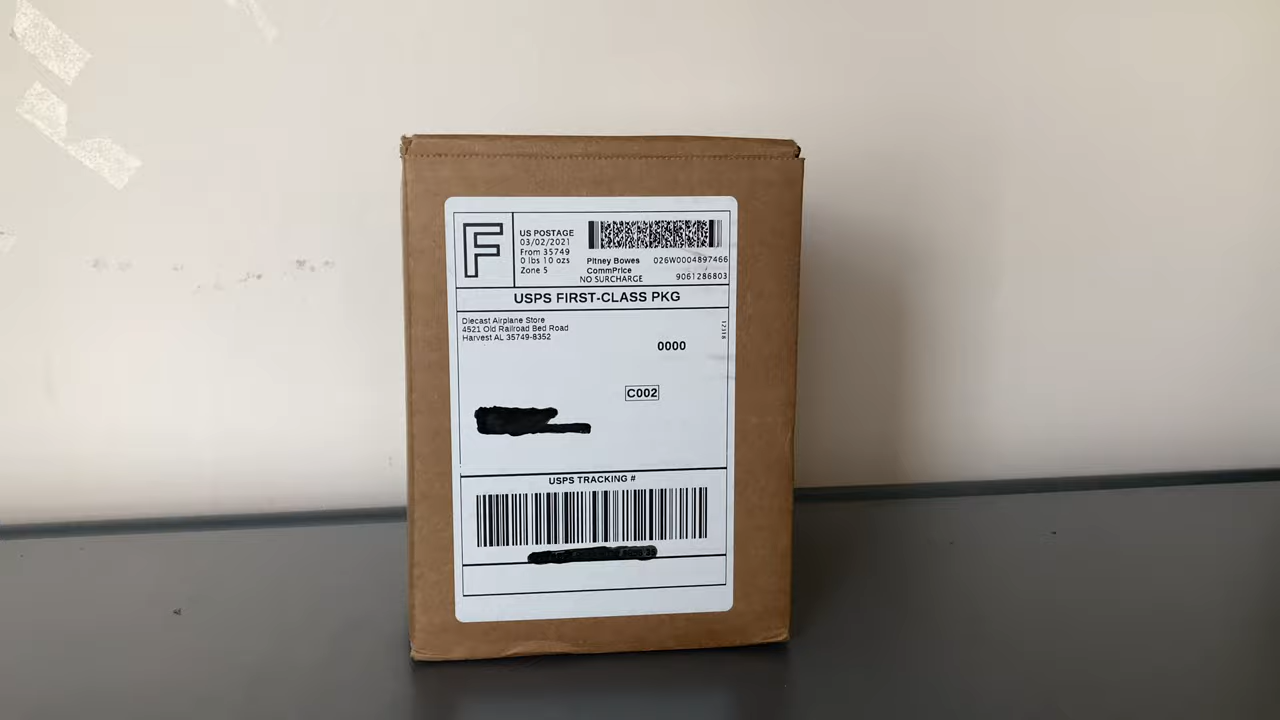 F
US POSTAGE
03/02/2021
From 35749
0 lbs 10 ozs
Zone 5
Pitney Bowes
CommPrice
NO SURCHARGE
026W0004897466
9061286803
USPS FIRST-CLASS PKG
Diecast Airplane Store
4521 Old Railroad Bed Road
Harvest AL 35749-8352
12318
0000
C002
USPS TRACKING #